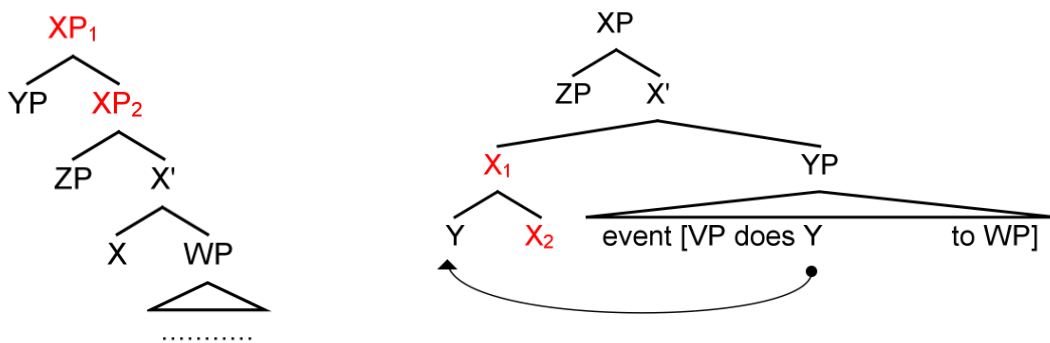 XP₁
YP XP₂
ZP X'
X WP
...........
XP
ZP X'
X₁ YP
Y X₂ event [VP does Y to WP]